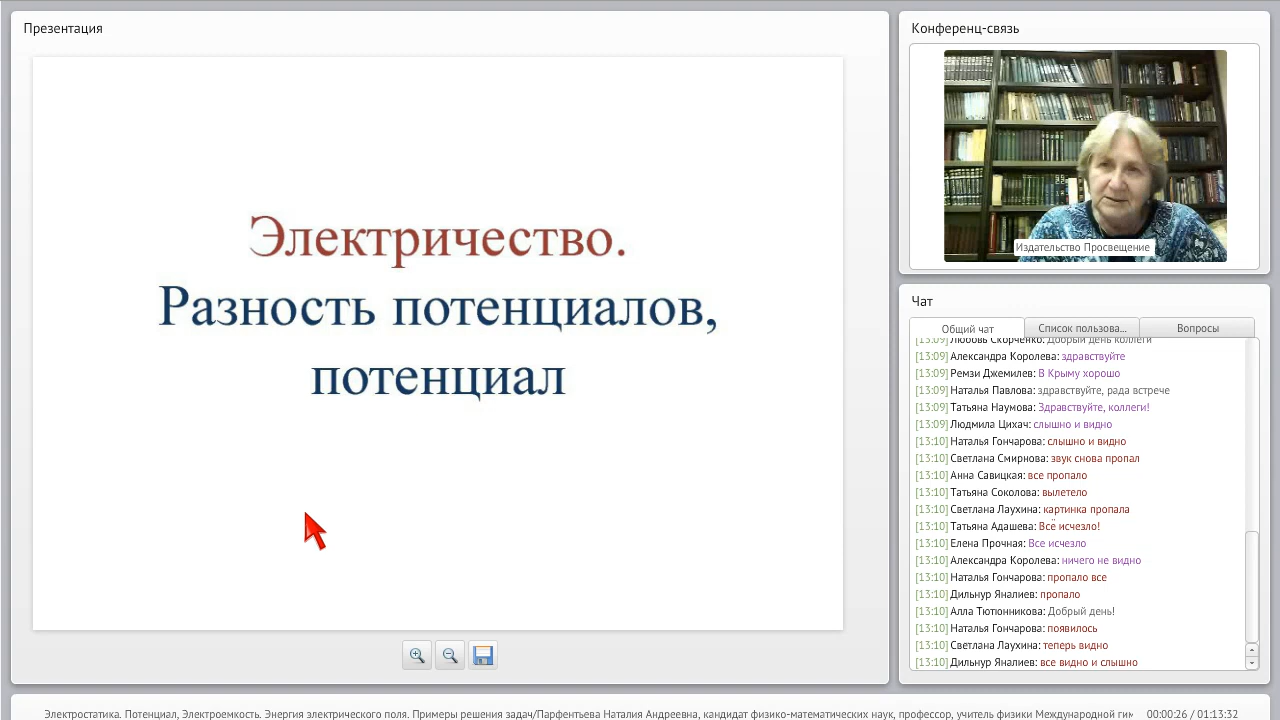 Презентация
Электричество.
Разность потенциалов,
потенциал
Конференц-связь
Издательство Просвещение
Чат
Общий чат
Список пользова...
Вопросы
[13:09] Любовь Скорченко: Добрый день коллеги
[13:09] Александра Королева: здравствуйте
[13:09] Ремзи Джемилев: В Крыму хорошо
[13:09] Наталья Павлова: здравствуйте, рада встрече
[13:09] Татьяна Наумова: Здравствуйте, коллеги!
[13:09] Людмила Цихач: слышно и видно
[13:10] Наталья Гончарова: слышно и видно
[13:10] Светлана Смирнова: звук снова пропал
[13:10] Анна Савицкая: все пропало
[13:10] Татьяна Соколова: вылетело
[13:10] Светлана Лаухина: картинка пропала
[13:10] Татьяна Адашева: Всё исчезло!
[13:10] Елена Прочная: Все исчезло
[13:10] Александра Королева: ничего не видно
[13:10] Наталья Гончарова: пропало все
[13:10] Дильнур Яналиев: пропало
[13:10] Алла Тютюнникова: Добрый день!
[13:10] Наталья Гончарова: появилось
[13:10] Светлана Лаухина: теперь видно
[13:10] Дильнур Яналиев: все видно и слышно
Электростатика. Потенциал, Электроемкость. Энергия электрического поля. Примеры решения задач/Парфентьева Наталия Андреевна, кандидат физико-математических наук, профессор, учитель физики Международной гим
00:00:26 / 01:13:32